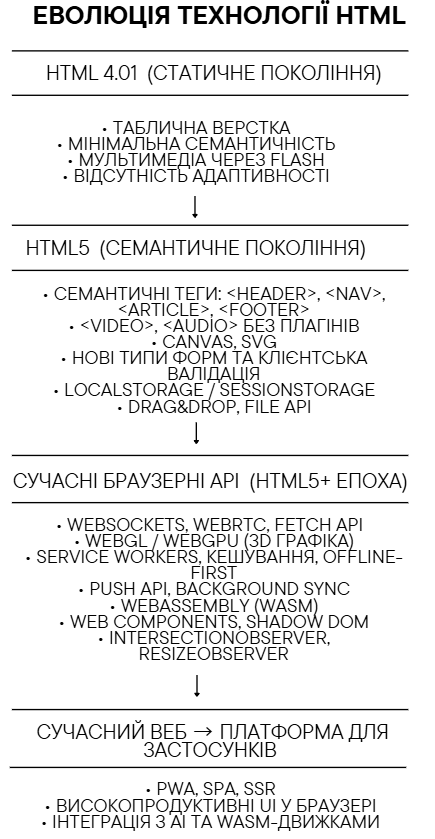 ЕВОЛЮЦІЯ ТЕХНОЛОГІЇ HTML
HTML 4.01 (СТАТИЧНЕ ПОКОЛІННЯ)
• ТАБЛИЧНА ВЕРСТКА
• МІНІМАЛЬНА СЕМАНТИЧНІСТЬ
• МУЛЬТИМЕДІА ЧЕРЕЗ FLASH
• ВІДСУТНІСТЬ АДАПТИВНОСТІ
↓
HTML5 (СЕМАНТИЧНЕ ПОКОЛІННЯ)
• СЕМАНТИЧНІ ТЕГИ: <HEADER>, <NAV>,
<ARTICLE>, <FOOTER>
• <VIDEO>, <AUDIO> БЕЗ ПЛАГІНІВ
• CANVAS, SVG
• НОВІ ТИПИ ФОРМ ТА КЛІЄНТСЬКА
ВАЛІДАЦІЯ
• LOCALSTORAGE / SESSIONSTORAGE
• DRAG&DROP, FILE API
↓
СУЧАСНІ БРАУЗЕРНІ API (HTML5+ ЕПОХА)
• WEBSOCKETS, WEBRTC, FETCH API
• WEBGL / WEBGPU (3D ГРАФІКА)
• SERVICE WORKERS, КЕШУВАННЯ, OFFLINE-
FIRST
• PUSH API, BACKGROUND SYNC
• WEBASSEMBLY (WASM)
• WEB COMPONENTS, SHADOW DOM
• INTERSECTIONOBSERVER,
RESIZEOBSERVER
↓
СУЧАСНИЙ ВЕБ → ПЛАТФОРМА ДЛЯ
ЗАСТОСУНКІВ
• PWA, SPA, SSR
• ВИСОКОПРОДУКТИВНІ UI У БРАУЗЕРІ
• ІНТЕГРАЦІЯ З AI ТА WASM-ДВИЖКАМИ